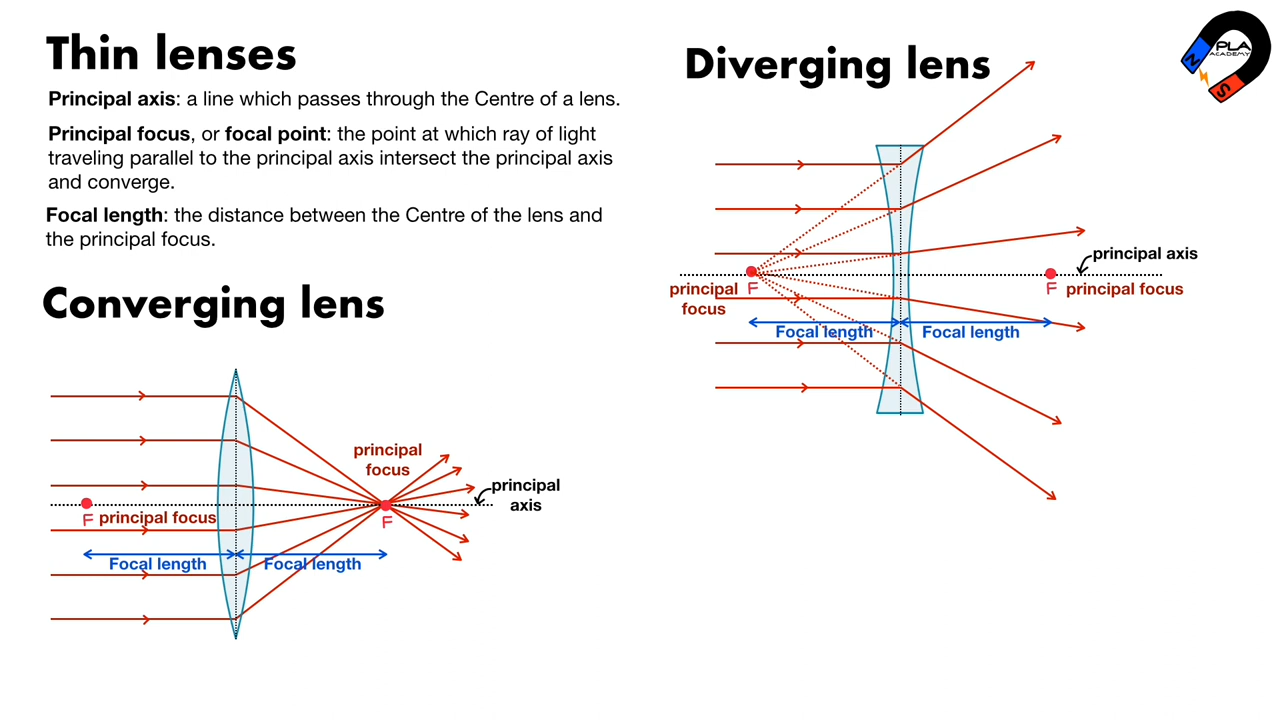 Thin lenses
Principal axis: a line which passes through the Centre of a lens.
Principal focus, or focal point: the point at which ray of light
traveling parallel to the principal axis intersect the principal axis
and converge.
Focal length: the distance between the Centre of the lens and
the principal focus.
Converging lens
principal
focus
principal
axis
F principal focus
F
Focal length
Focal length
Diverging lens
PLA
ACADEMY
N
S
principal axis
principal
focus
F
F principal focus
Focal length
Focal length